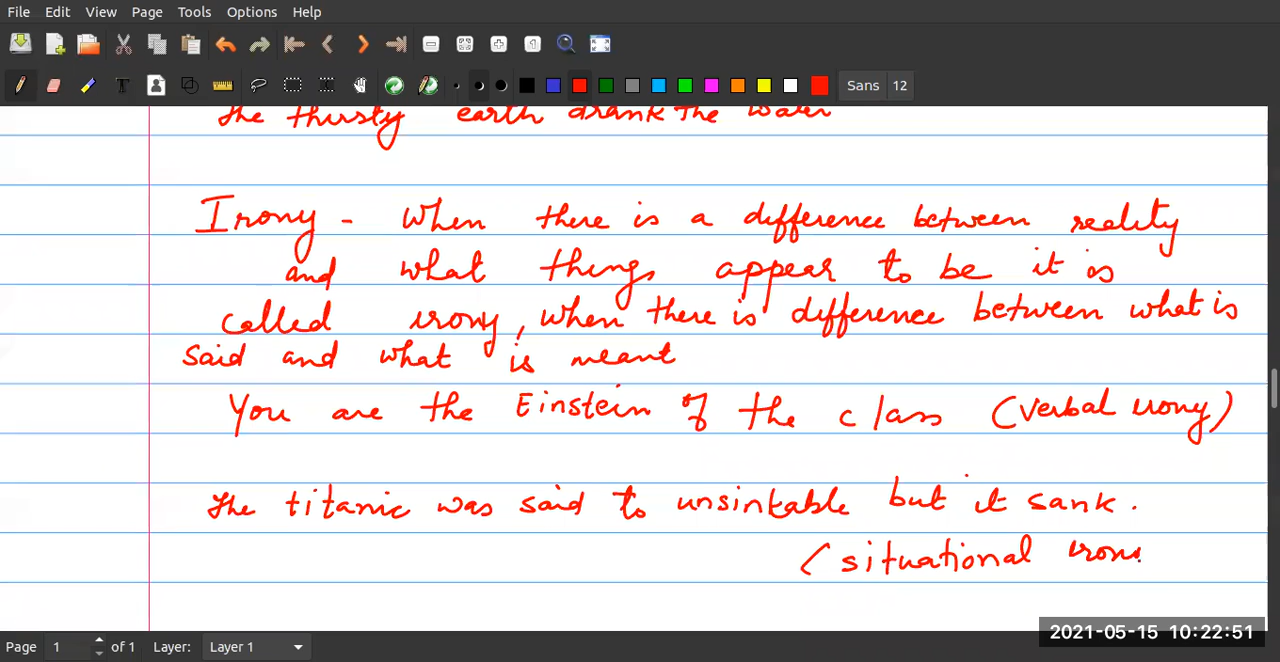 File Edit View Page Tools Options Help
Sans 12
the thirsty earth drank the water
Irony - When there is a difference between reality
and what things appear to be it is
called irony, when there is difference between what is
said and what is meant
You are the Einstein of the class (Verbal irony)
The titanic was said to unsinkable but it sank.
(situational irony
2021-05-15 10:22:51
Page 1 of 1 Layer: Layer 1